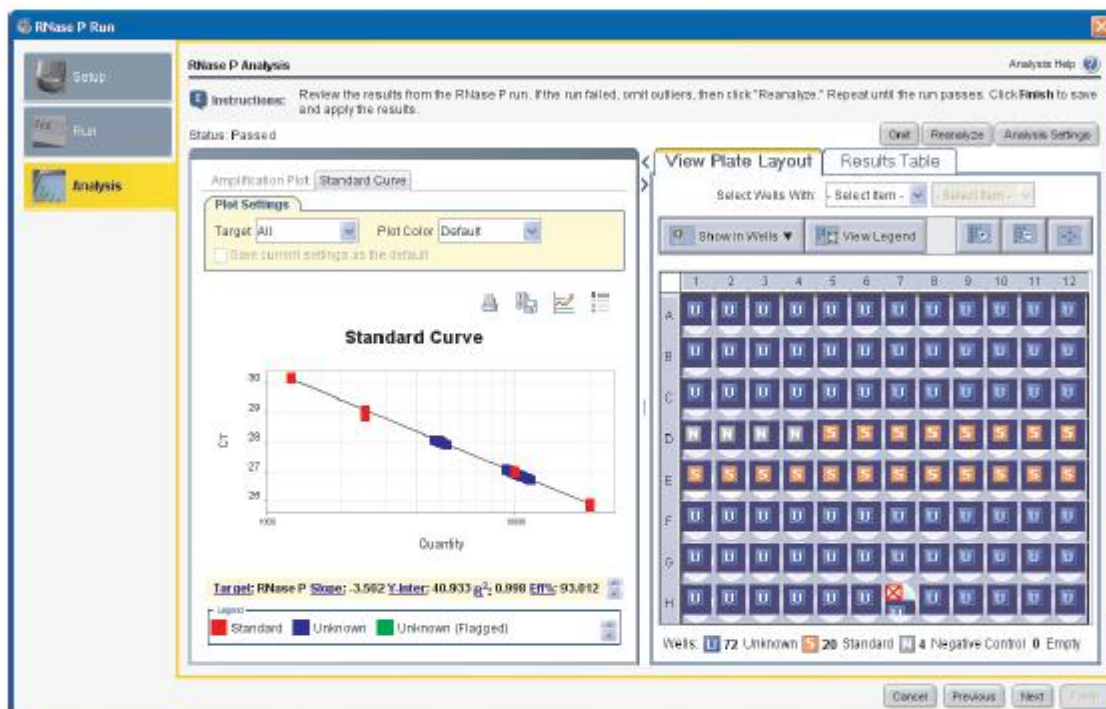 RNase P Run
Setup
Run
Analysis
RNase P Analysis
Analysis Help
Instructions: Review the results from the RNase P run. If the run failed, omit outliers, then click "Reanalyze." Repeat until the run passes. Click Finish to save
and apply the results.
Status: Passed
Omit Reanalyze Analysis Settings
Amplification Plot Standard Curve
Plot Settings
Target All Plot Color Default
Save current settings as the default
Standard Curve
30
29
28
27
26
CT
1000 10000
Quantity
Target: RNase P Slope: -3.502 Y-Inter: 40.933 R²: 0.998 Eff%: 93.012
Legend
Standard Unknown Unknown (Flagged)
View Plate Layout Results Table
Select Wells With: - Select Item - - Select Item -
Show in Wells ▼ View Legend
1 2 3 4 5 6 7 8 9 10 11 12
A U U U U U U U U U U U U
B U U U U U U U U U U U U
C U U U U U U U U U U U U
D N N N N S S S S S S S S
E S S S S S S S S S S S S
F U U U U U U U U U U U U
G U U U U U U U U U U U U
H U U U U U U U U U U U U
Wells: U 72 Unknown S 20 Standard N 4 Negative Control 0 Empty
Cancel Previous Next